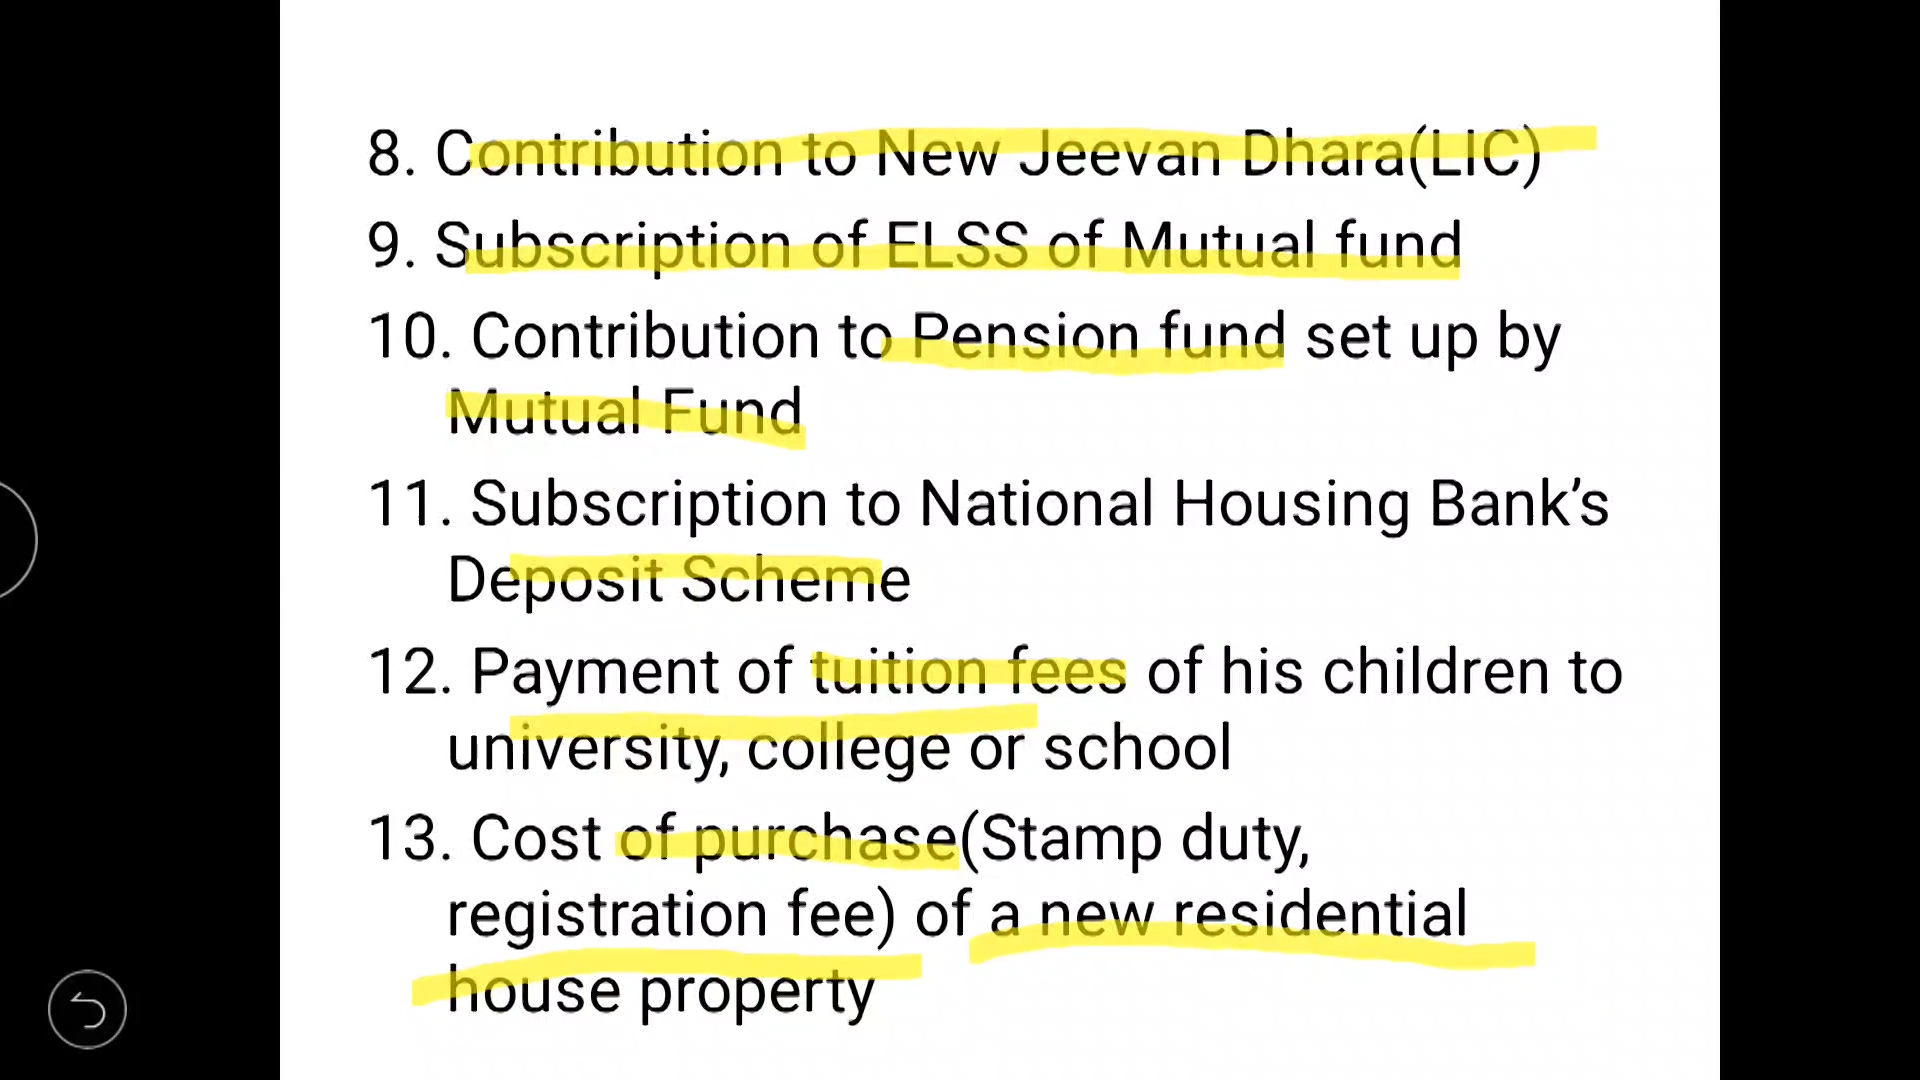 8. Contribution to New Jeevan Dhara(LIC)
9. Subscription of ELSS of Mutual fund
10. Contribution to Pension fund set up by
Mutual Fund
11. Subscription to National Housing Bank’s
Deposit Scheme
12. Payment of tuition fees of his children to
university, college or school
13. Cost of purchase(Stamp duty,
registration fee) of a new residential
house property